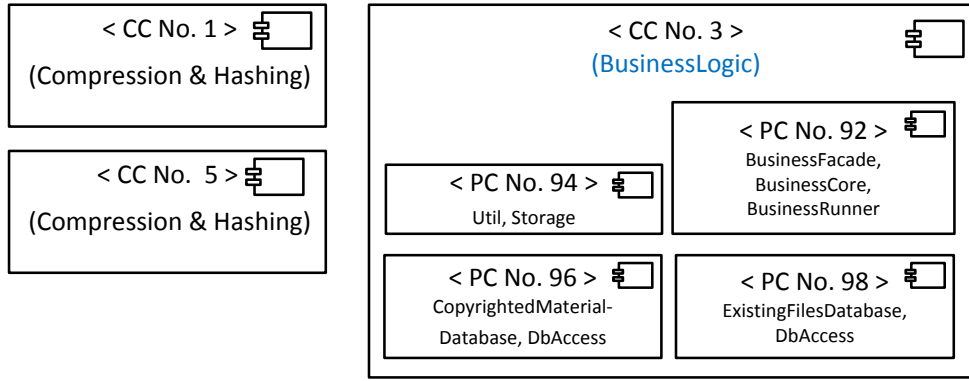 < CC No. 1 >
(Compression & Hashing)
< CC No.  5 >
(Compression & Hashing)
< CC No. 3 >
(BusinessLogic)
< PC No. 92 >
BusinessFacade,
BusinessCore,
BusinessRunner
< PC No. 94 >
Util, Storage
< PC No. 96 >
CopyrightedMaterial-
Database, DbAccess
< PC No. 98 >
ExistingFilesDatabase,
DbAccess